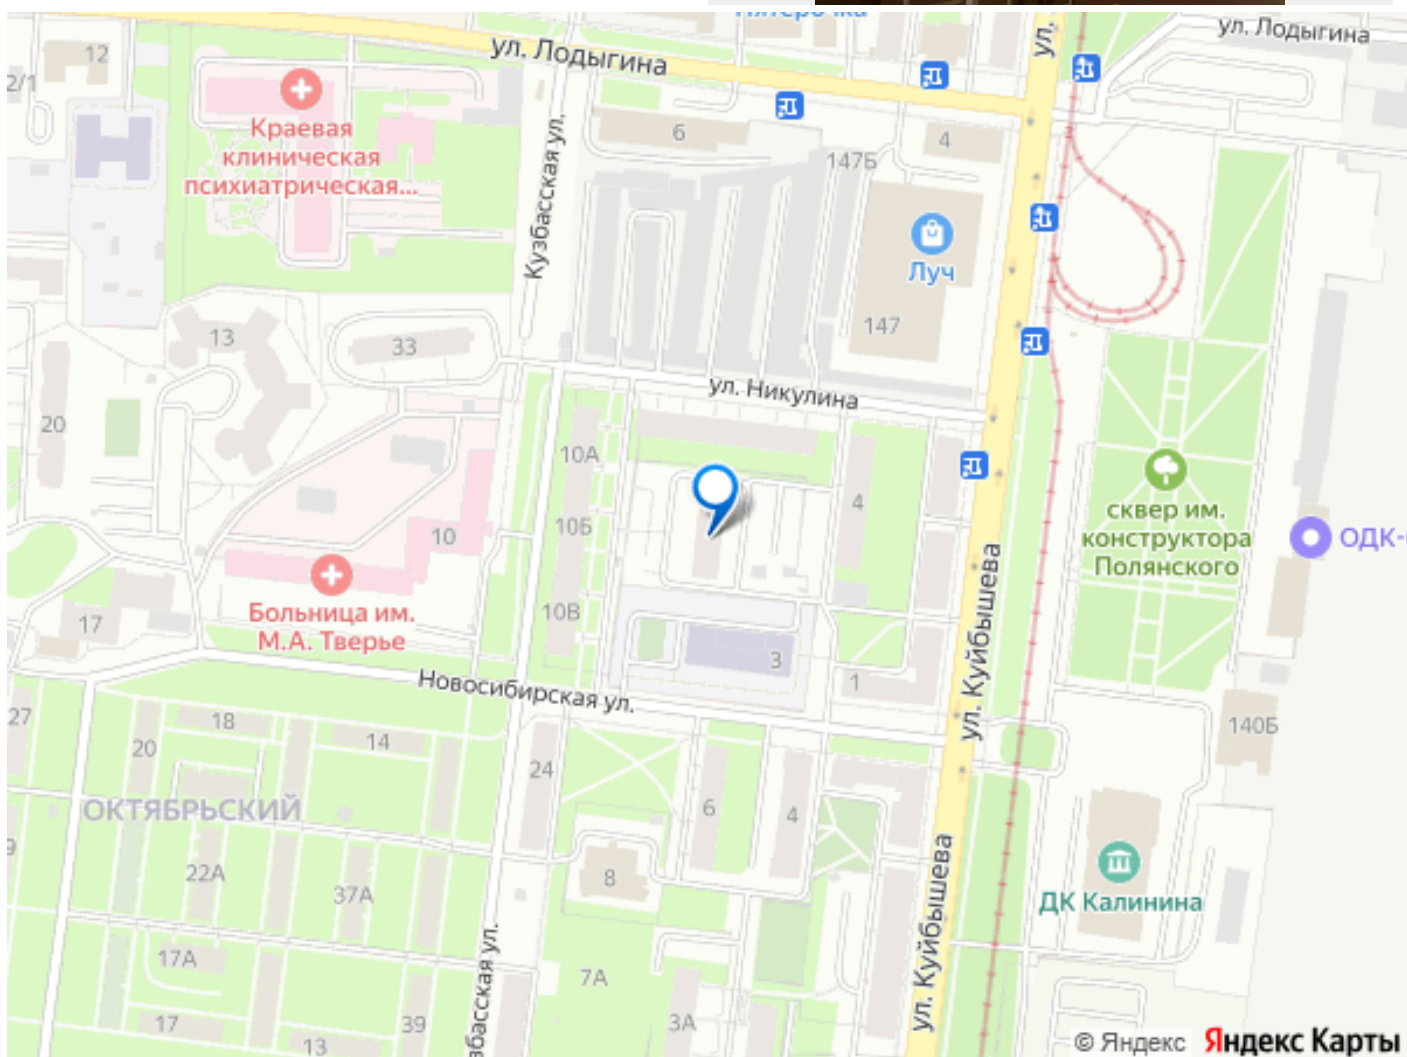 Пятёрочка
ул. Лодыгина
ул. Лодыгина
ул.
12
2/1
Краевая
клиническая
психиатрическая...
Кузбасская ул.
6
4
147Б
Луч
147
13
33
ул. Никулина
20
10А
4
10Б
10
сквер им.
конструктора
Полянского
ОДК-
Больница им.
М.А. Тверье
17
10В
3
1
ул. Куйбышева
Новосибирская ул.
27
18
14
20
24
6
4
140Б
ОКТЯБРЬСКИЙ
9
22А
37А
8
ДК Калинина
ул. Куйбышева
17А
7А
3А
збасская ул.
17
39
13
© Яндекс Яндекс Карты